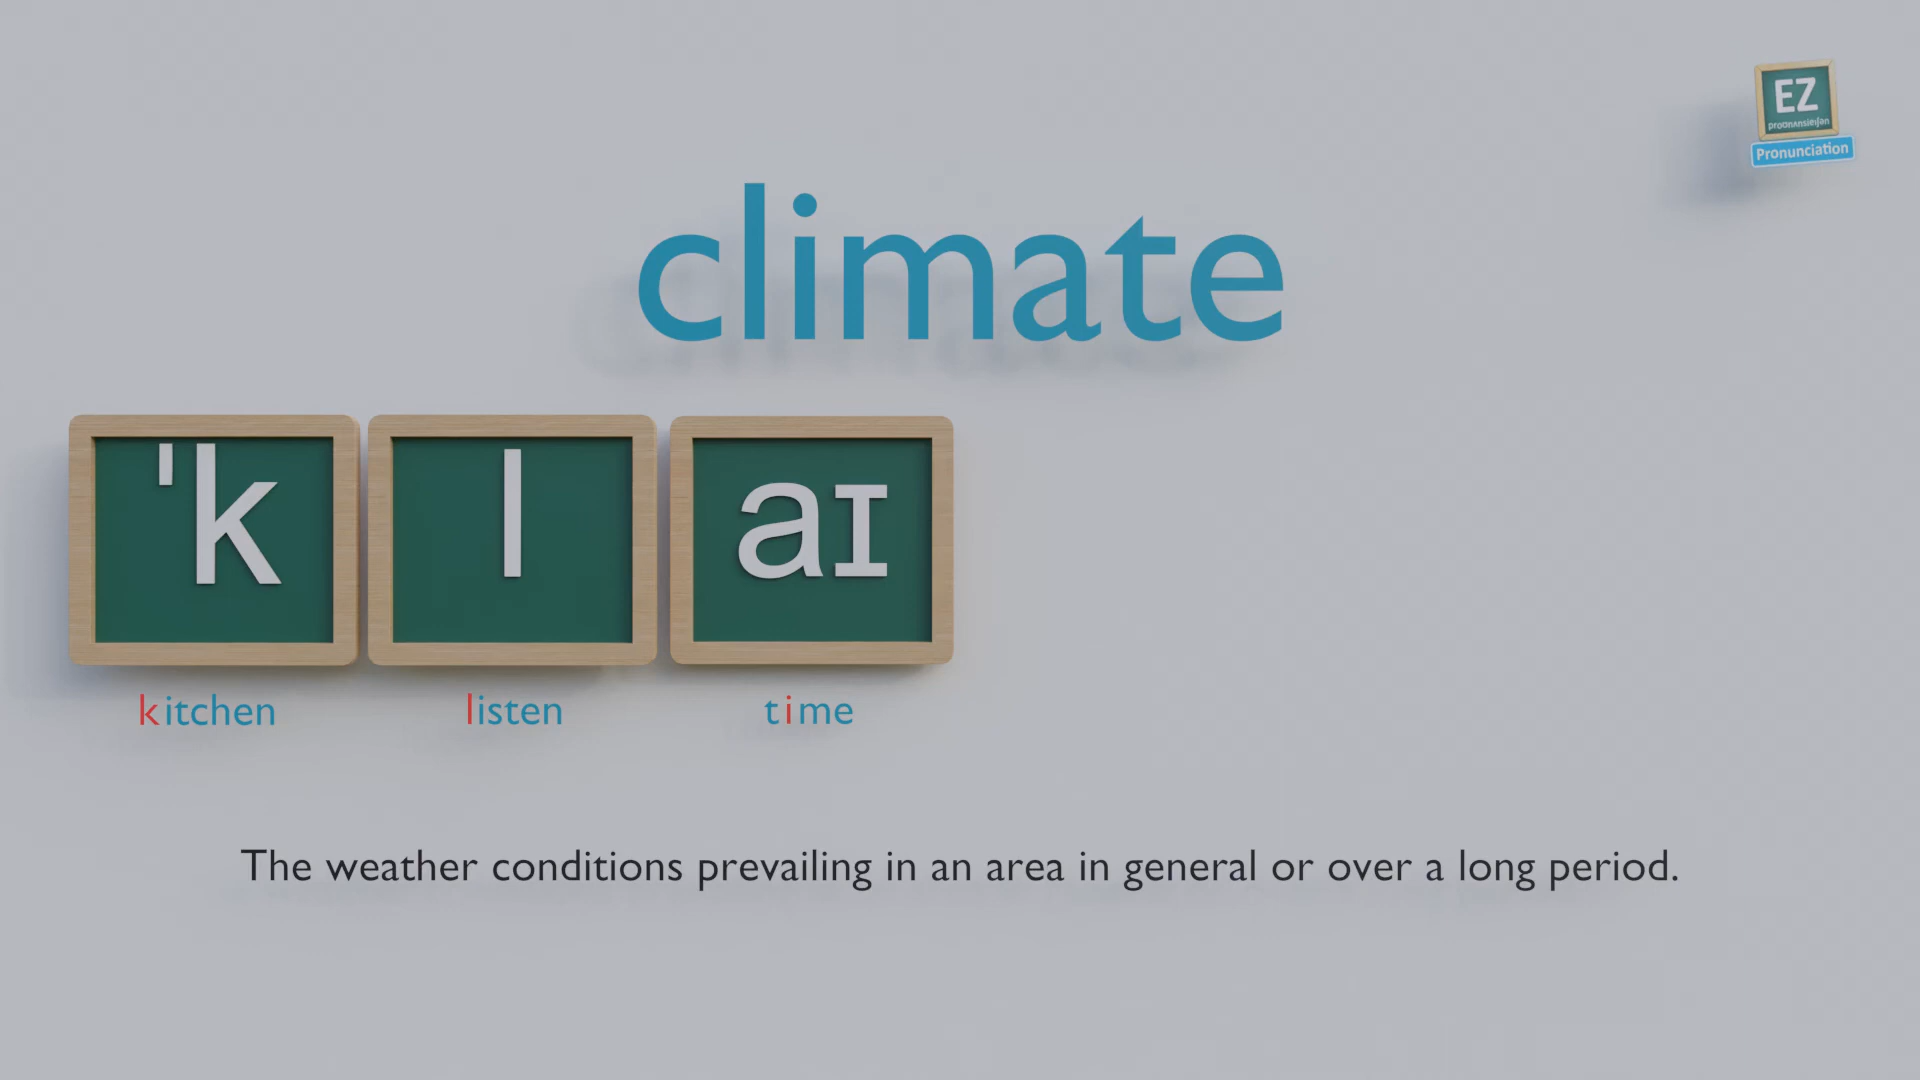 EZ
Pronunciation
climate
ˈk l aɪ
kitchen listen time
The weather conditions prevailing in an area in general or over a long period.